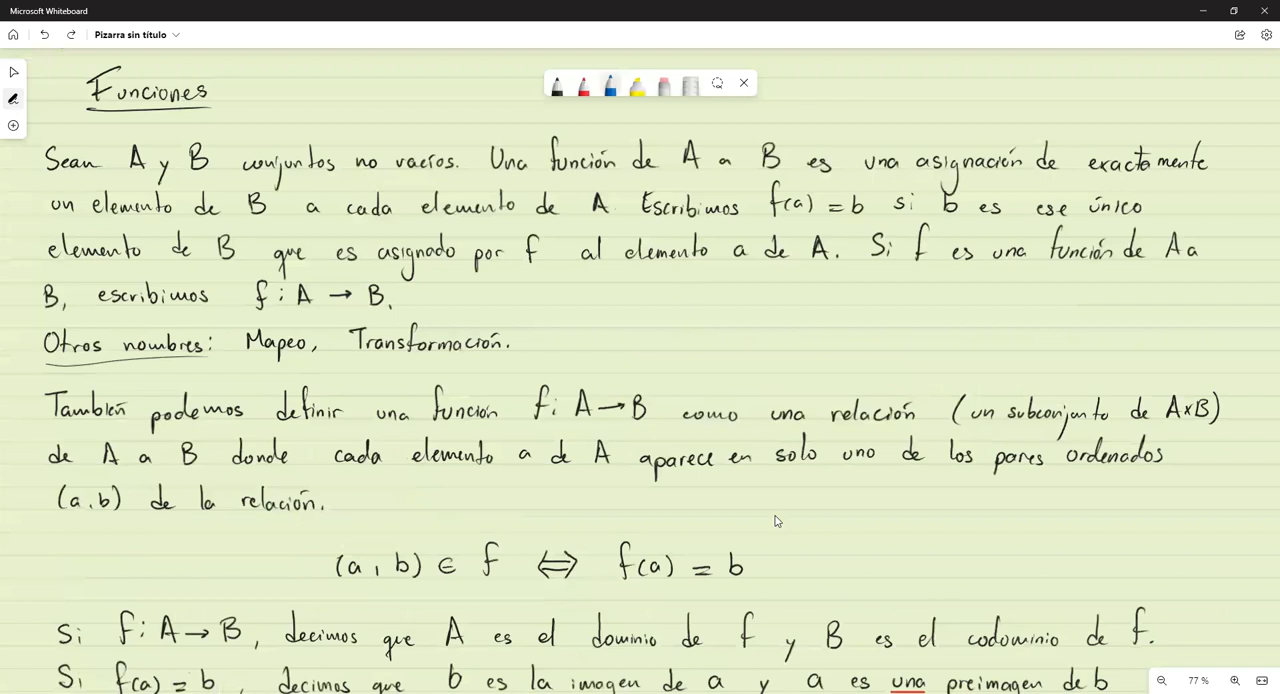 Microsoft Whiteboard
Pizarra sin título
Funciones
Sean A y B conjuntos no vacíos. Una función de A a B es una asignación de exactamente
un elemento de B a cada elemento de A. Escribimos f(a) = b si b es ese único
elemento de B que es asignado por f al elemento a de A. Si f es una función de A a
B, escribimos f: A → B.
Otros nombres: Mapeo, Transformación.
También podemos definir una función f: A → B como una relación (un subconjunto de A×B)
de A a B donde cada elemento a de A aparece en solo uno de los pares ordenados
(a, b) de la relación.
(a, b) ∈ f ⟺ f(a) = b
Si f: A → B, decimos que A es el dominio de f y B es el codominio de f.
Si f(a) = b, decimos que b es la imagen de a y a es una preimagen de b
77 %